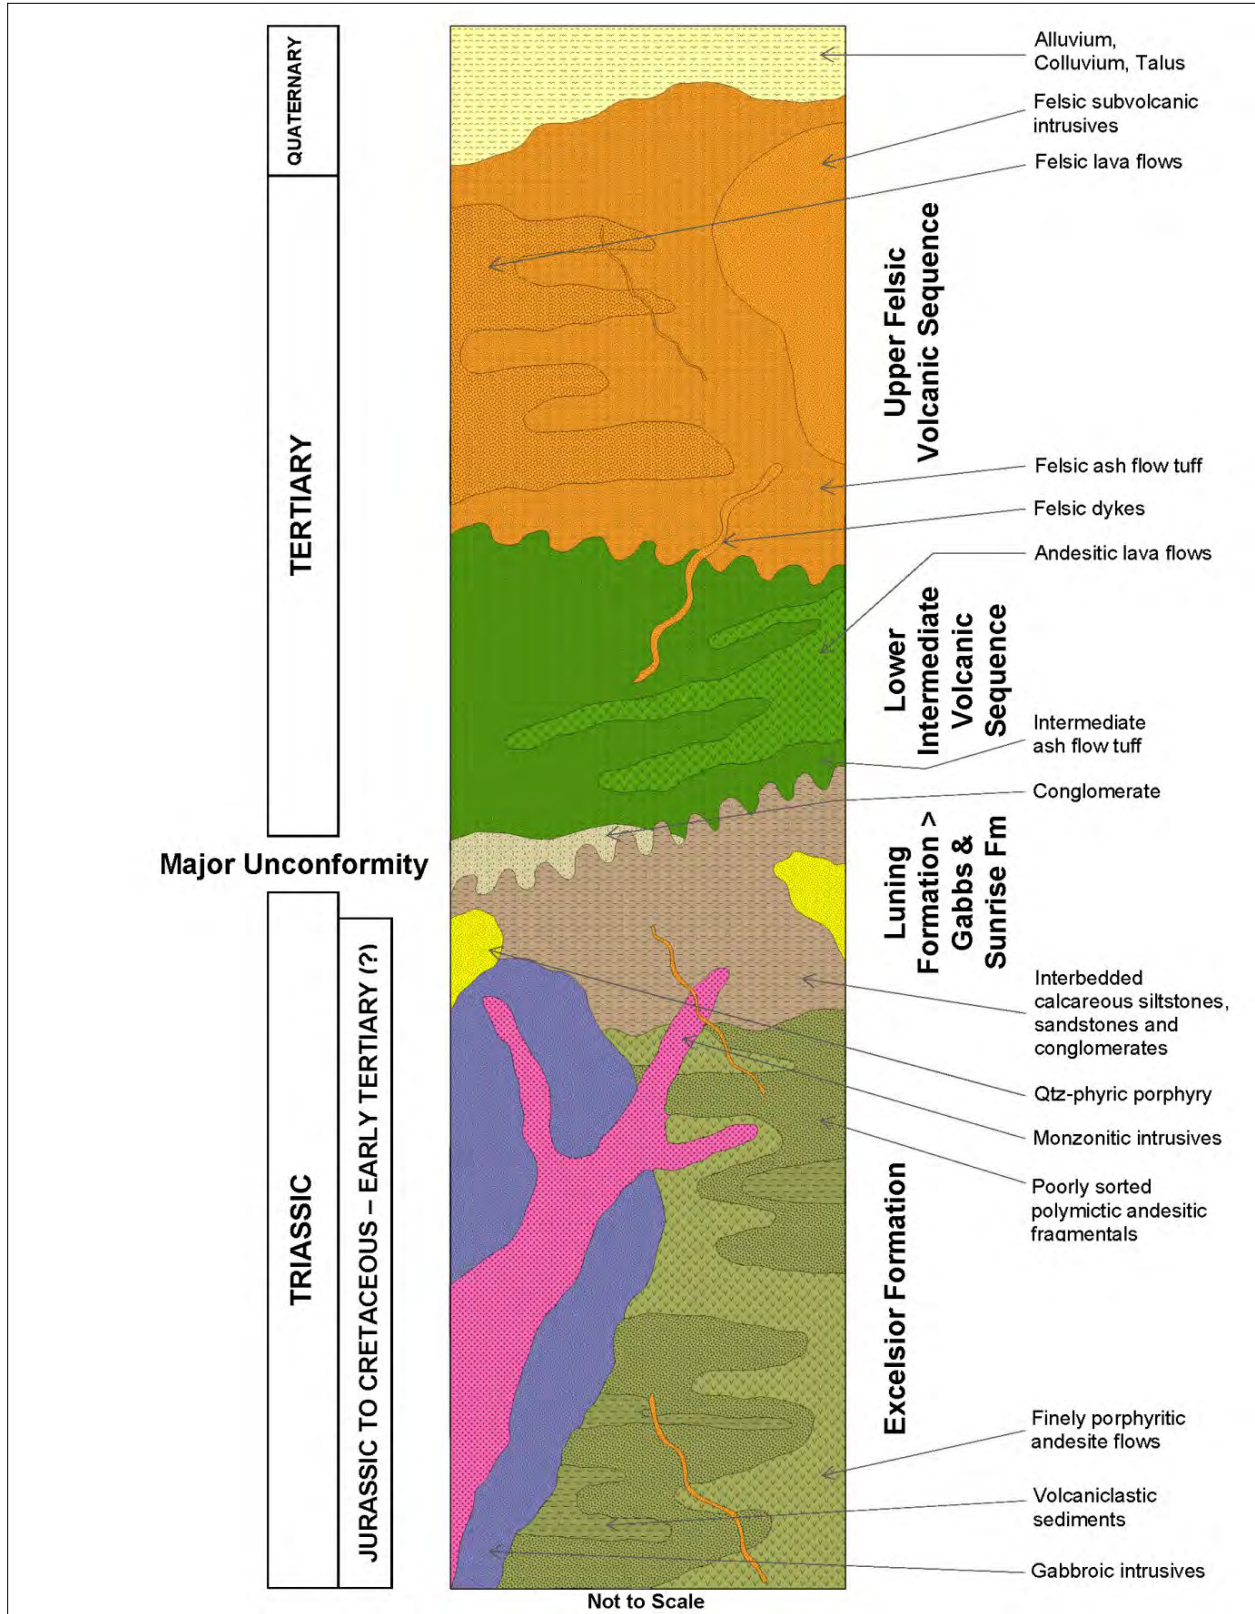 QUATERNARY
TERTIARY
Major Unconformity
TRIASSIC
JURASSIC TO CRETACEOUS – EARLY TERTIARY (?)
Upper Felsic
Volcanic Sequence
Lower
Intermediate
Volcanic
Sequence
Luning
Formation >
Gabbs &
Sunrise Fm
Excelsior Formation
Alluvium,
Colluvium, Talus
Felsic subvolcanic
intrusives
Felsic lava flows
Felsic ash flow tuff
Felsic dykes
Andesitic lava flows
Intermediate
ash flow tuff
Conglomerate
Interbedded
calcareous siltstones,
sandstones and
conglomerates
Qtz-phyric porphyry
Monzonitic intrusives
Poorly sorted
polymictic andesitic
fragmentals
Finely porphyritic
andesite flows
Volcaniclastic
sediments
Gabbroic intrusives
Not to Scale